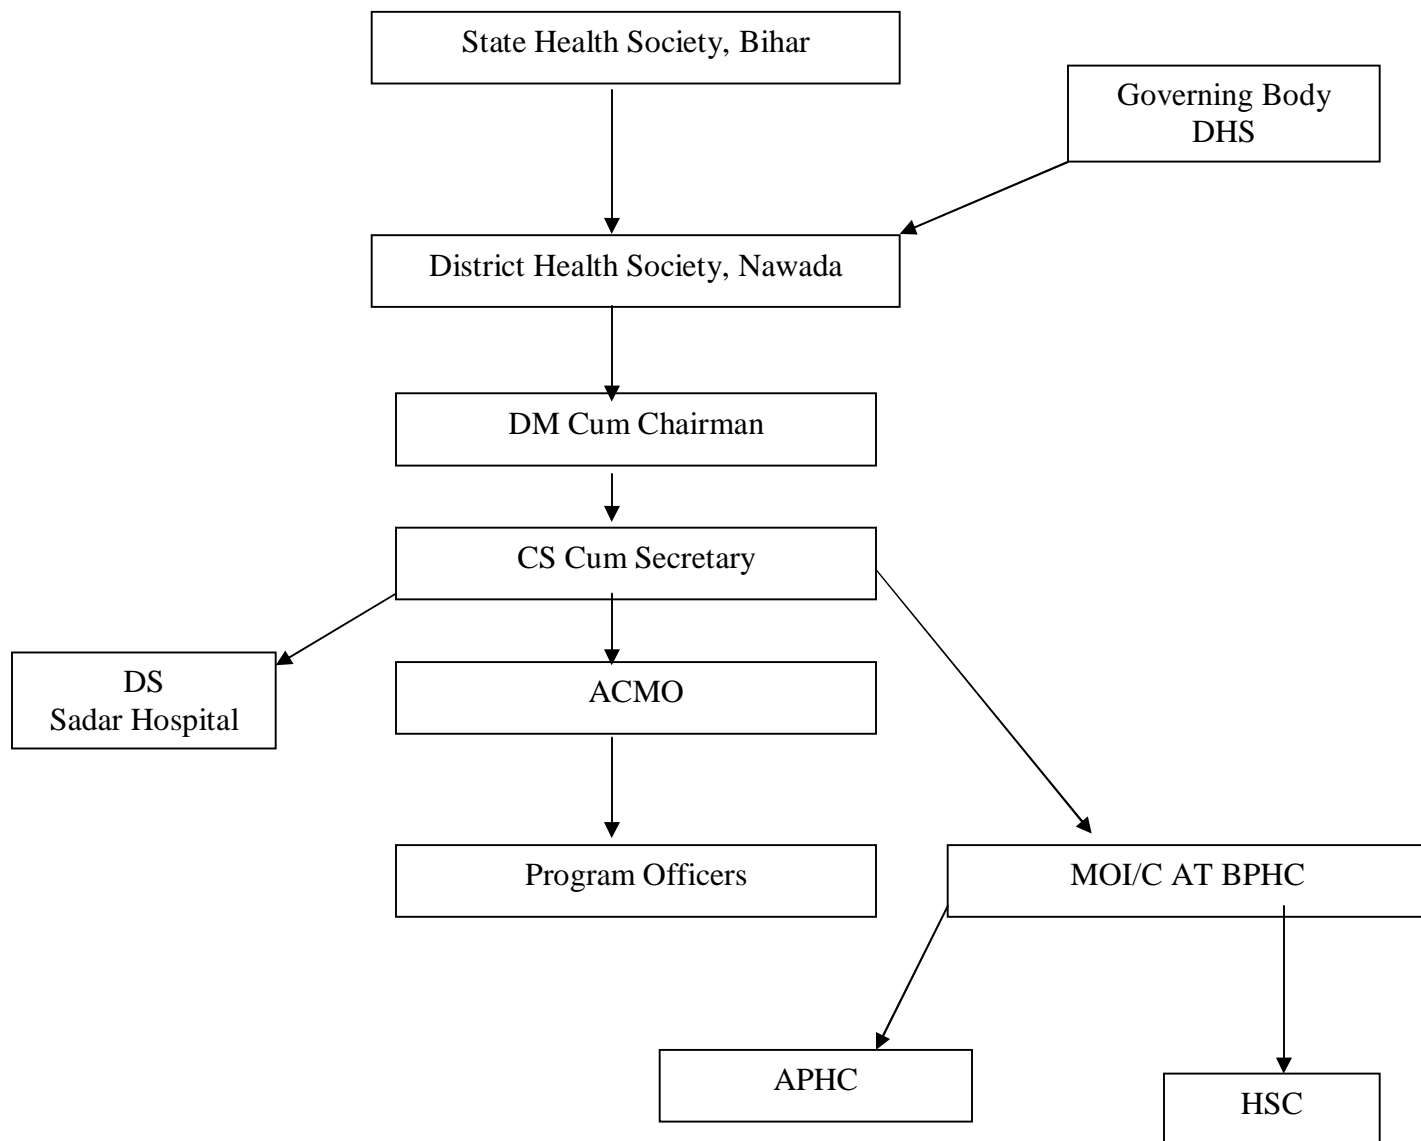 State Health Society, Bihar
Governing Body
DHS
District Health Society, Nawada
DM Cum Chairman
CS Cum Secretary
DS
Sadar Hospital
ACMO
Program Officers
MOI/C AT BPHC
APHC
HSC